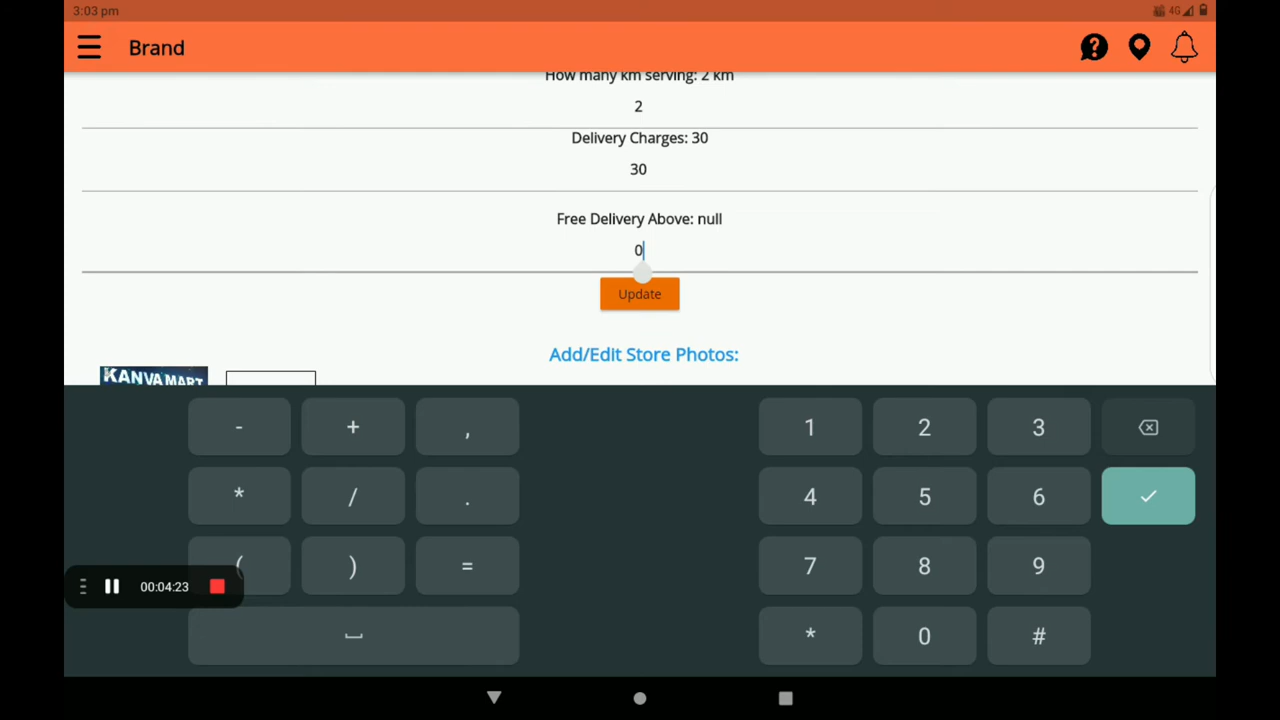 3:03 pm
4G
Brand
How many km serving: 2 km
2
Delivery Charges: 30
30
Free Delivery Above: null
0
Update
Add/Edit Store Photos:
KANVA MART
- + , 1 2 3
* / . 4 5 6
( ) = 7 8 9
00:04:23
* 0 #